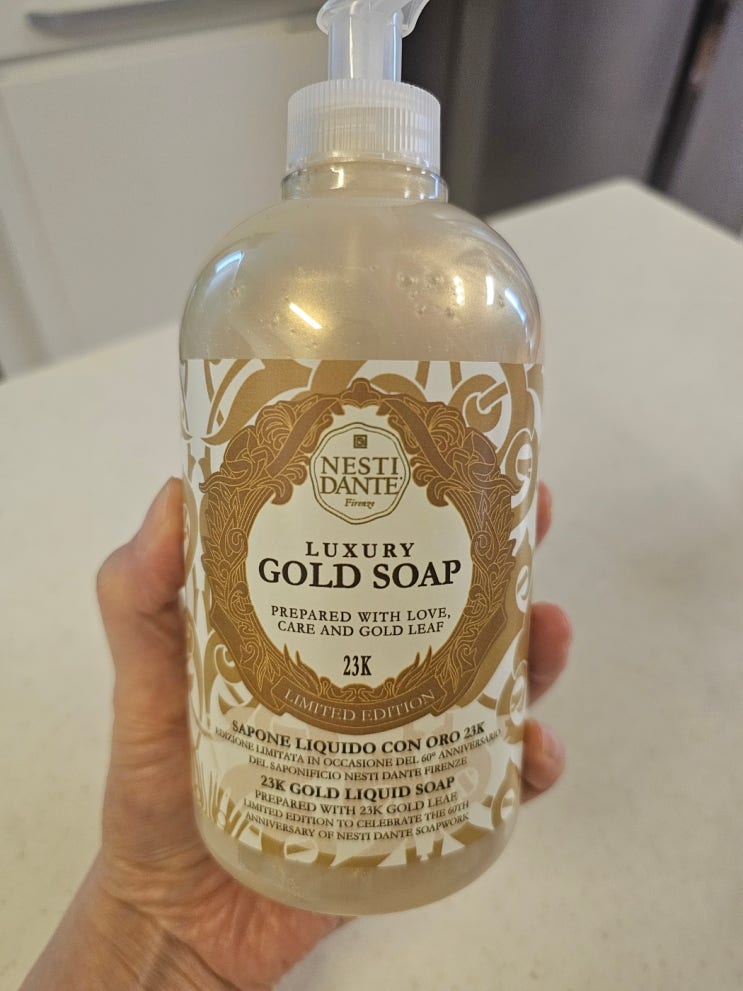 NESTI
DANTE
Firenze
LUXURY
GOLD SOAP
PREPARED WITH LOVE,
CARE AND GOLD LEAF
23K
LIMITED EDITION
SAPONE LIQUIDO CON ORO 23K
EDIZIONE LIMITATA IN OCCASIONE DEL 60° ANNIVERSARIO
DEL SAPONIFICIO NESTI DANTE FIRENZE
23K GOLD LIQUID SOAP
PREPARED WITH 23K GOLD LEAF
LIMITED EDITION TO CELEBRATE THE 60TH
ANNIVERSARY OF NESTI DANTE SOAPWORK